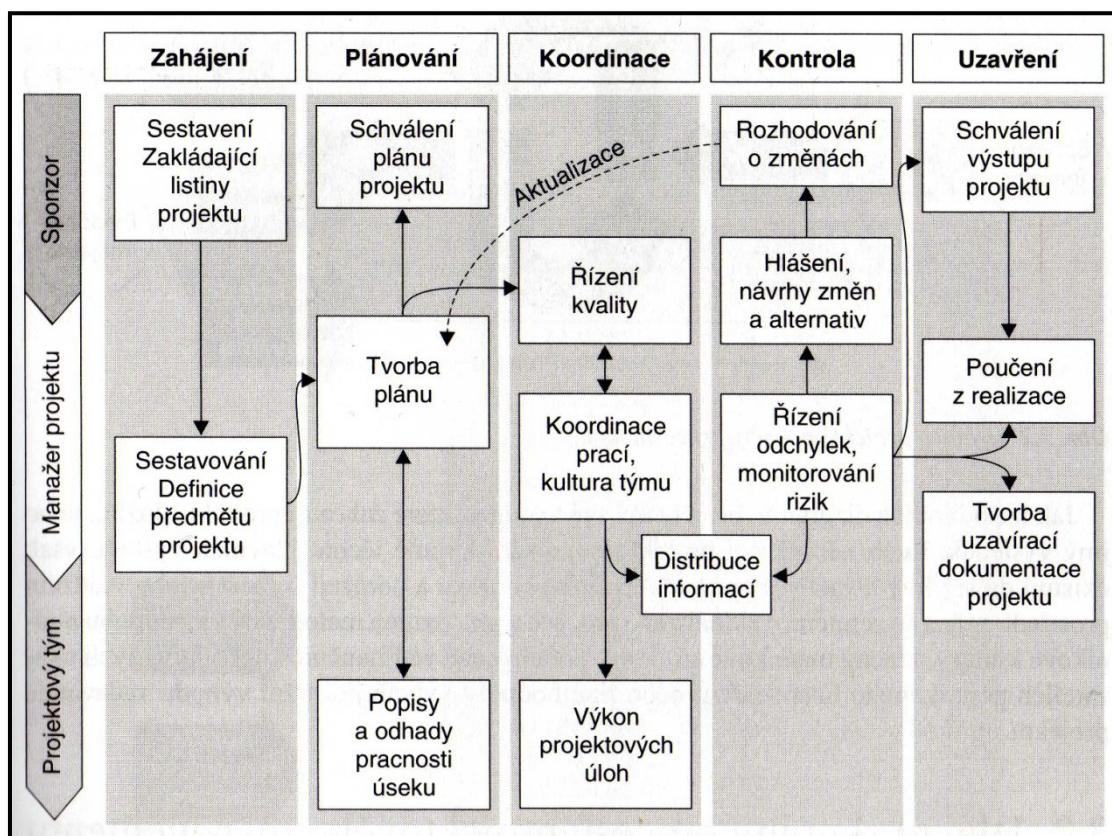 Zahájení
Plánování
Koordinace
Kontrola
Uzavření
Sponzor
Manažer projektu
Projektový tým
Sestavení
Zakládající
listiny
projektu
Sestavování
Definice
předmětu
projektu
Schválení
plánu
projektu
Tvorba
plánu
Popisy
a odhady
pracnosti
úseku
Aktualizace
Řízení
kvality
Koordinace
prací,
kultura týmu
Distribuce
informací
Výkon
projektových
úloh
Rozhodování
o změnách
Hlášení,
návrhy změn
a alternativ
Řízení
odchylek,
monitorování
rizik
Schválení
výstupu
projektu
Poučení
z realizace
Tvorba
uzavírací
dokumentace
projektu